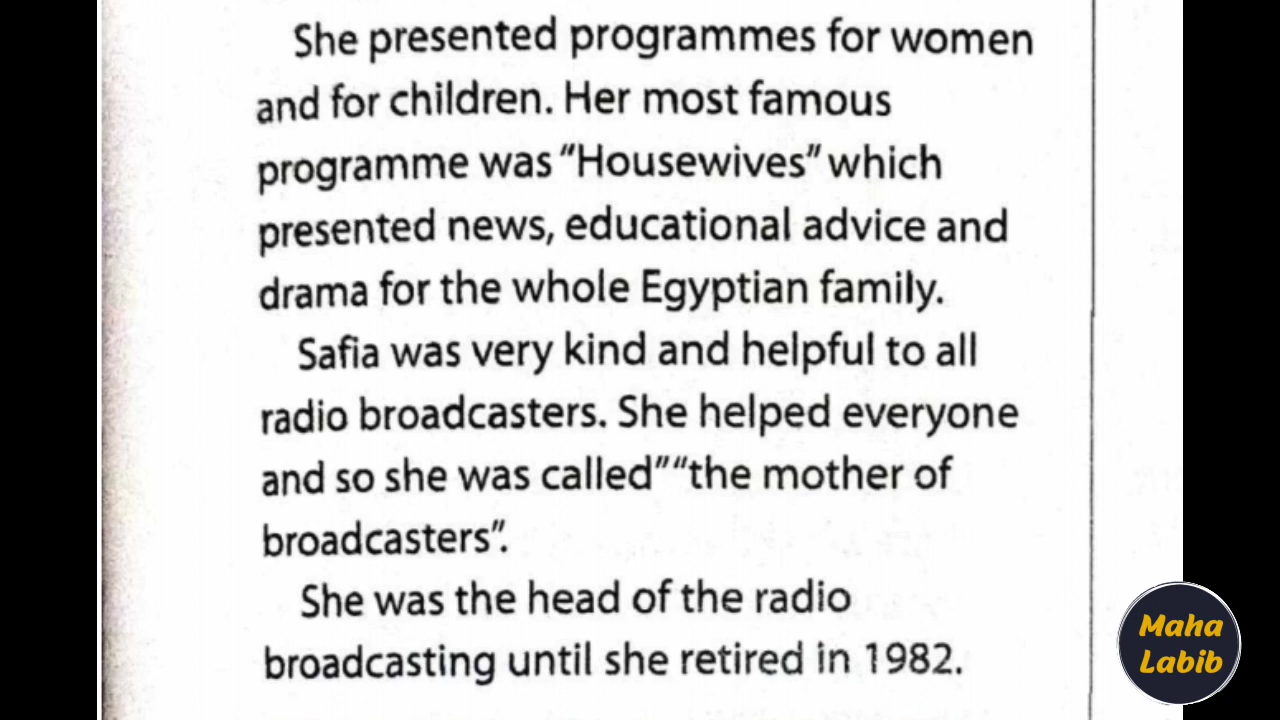 She presented programmes for women
and for children. Her most famous
programme was “Housewives” which
presented news, educational advice and
drama for the whole Egyptian family.
Safia was very kind and helpful to all
radio broadcasters. She helped everyone
and so she was called” “the mother of
broadcasters”.
She was the head of the radio
broadcasting until she retired in 1982.
Maha
Labib